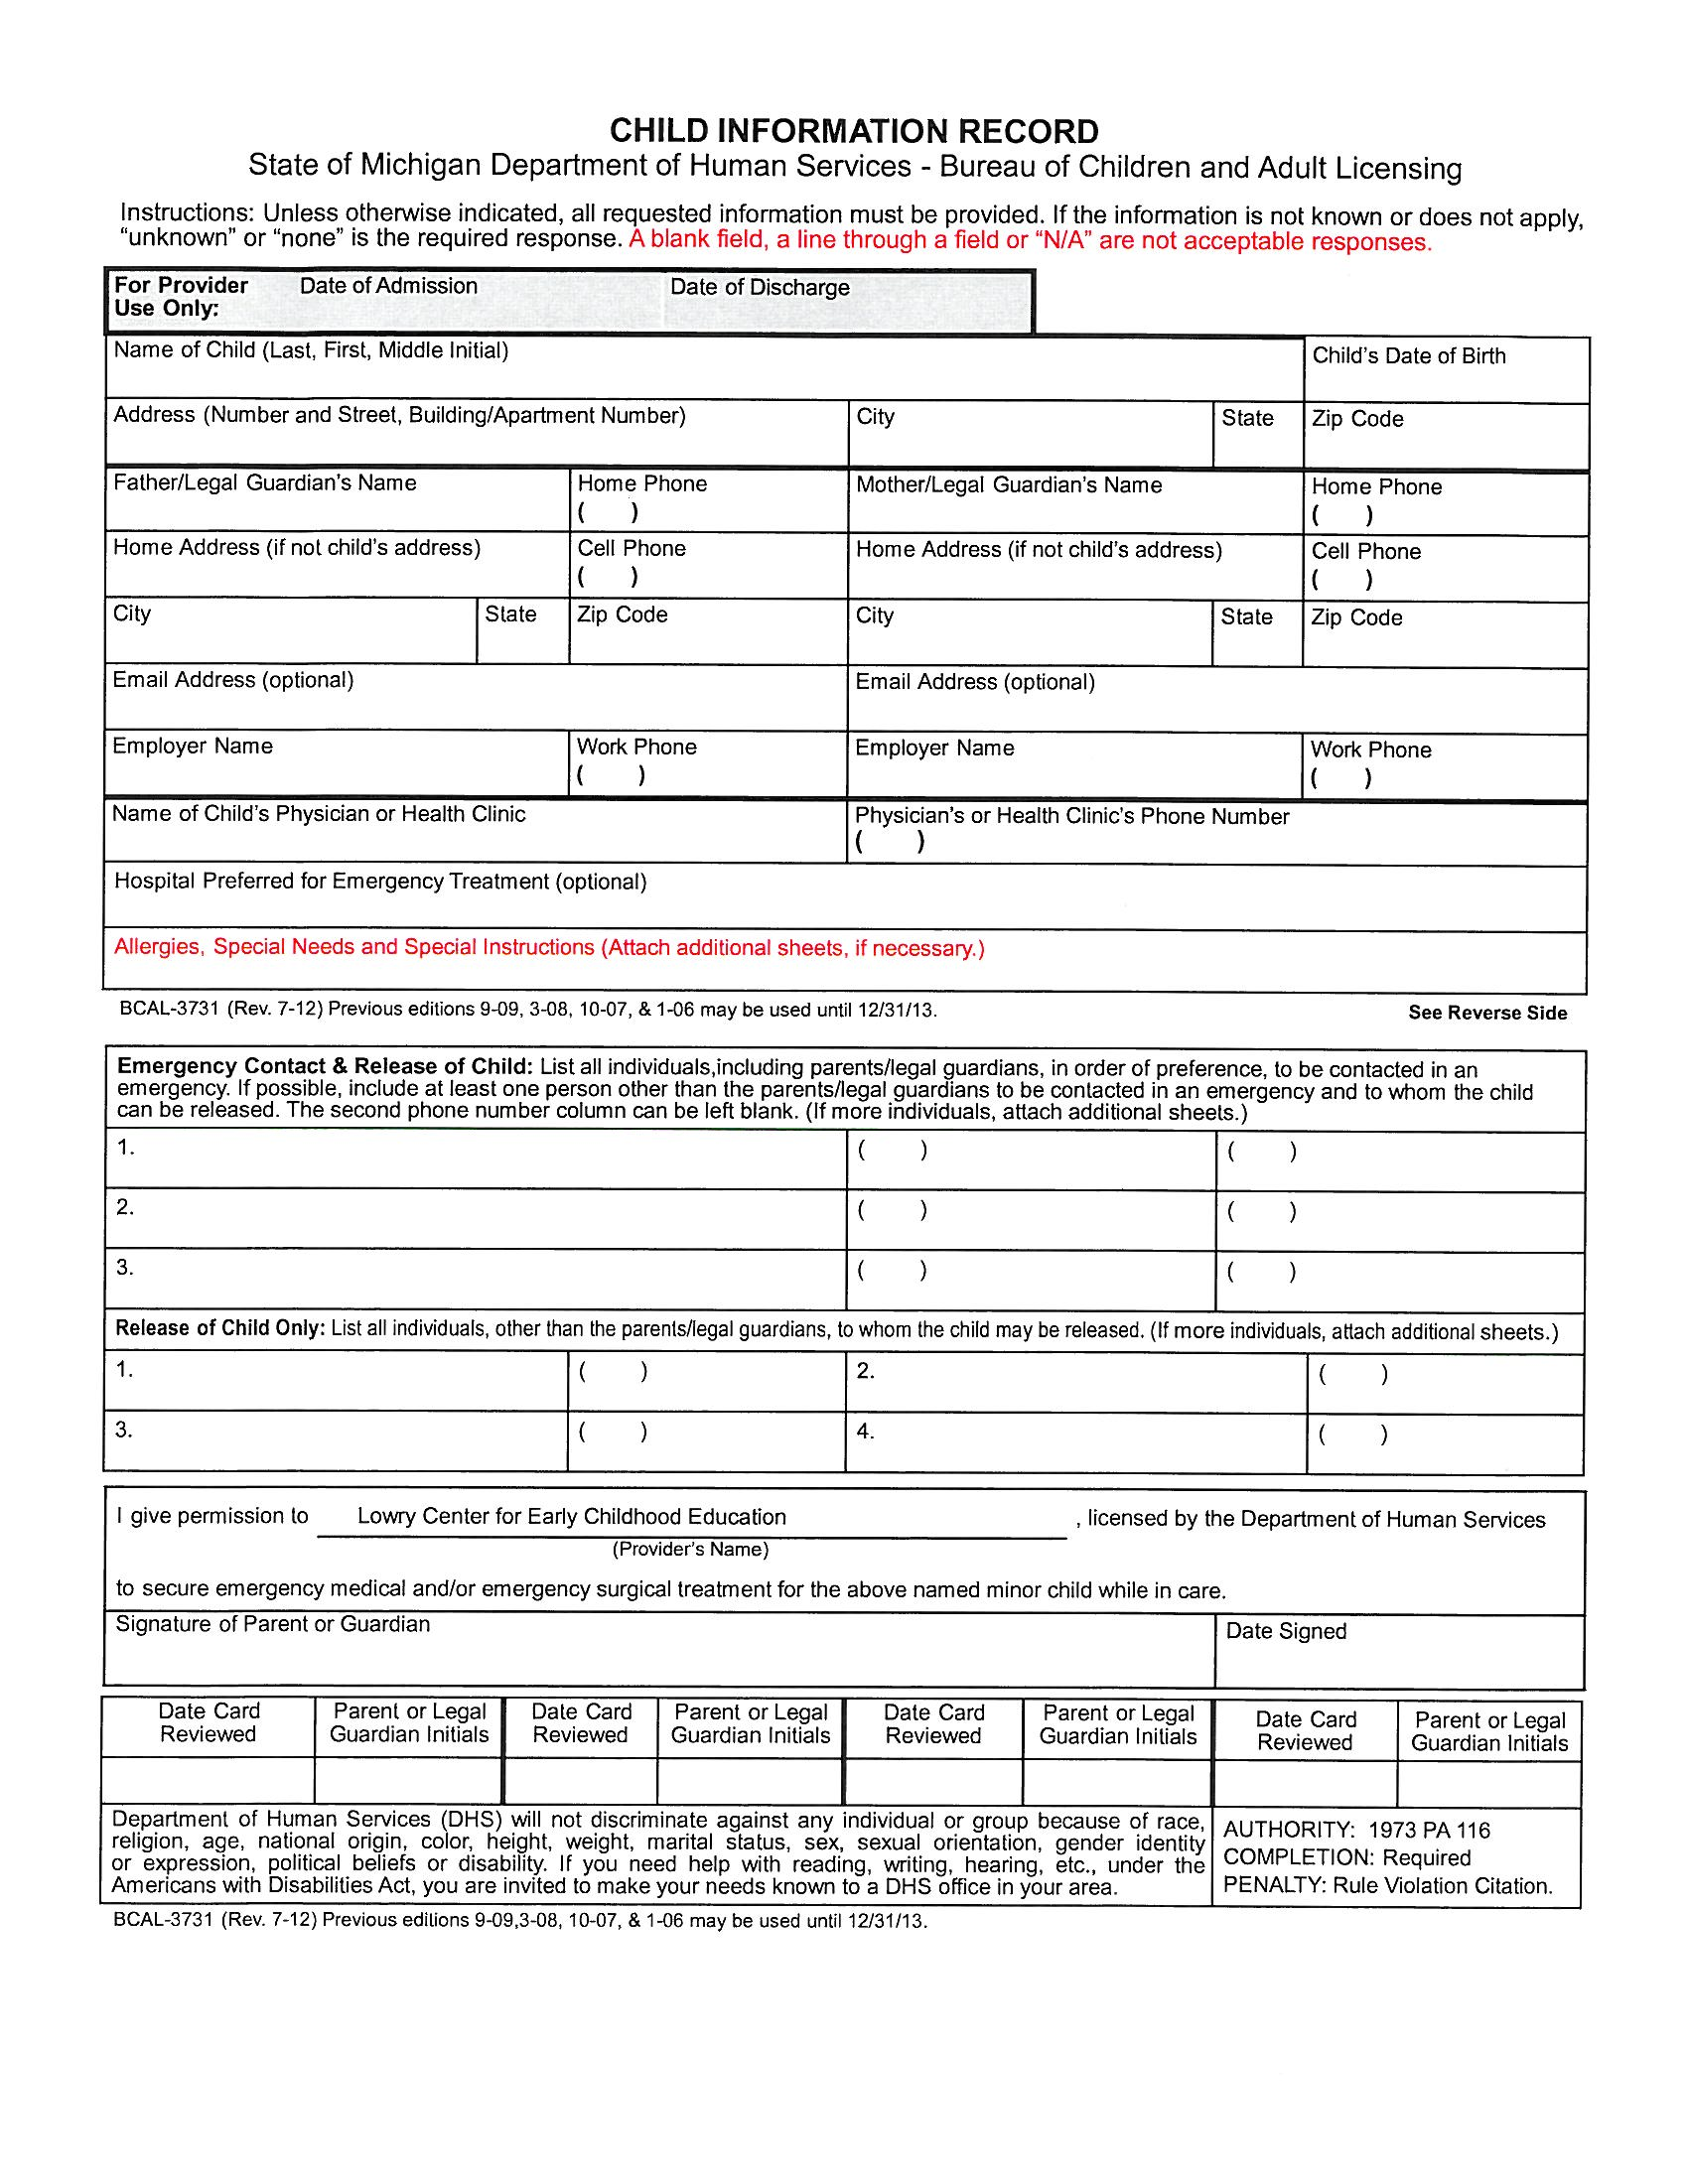 CHILD INFORMATION RECORD
State of Michigan Department of Human Services - Bureau of Children and Adult Licensing
Instructions: Unless otherwise indicated, all requested information must be provided. If the information is not known or does not apply,
“unknown” or “none” is the required response. A blank field, a line through a field or “N/A” are not acceptable responses.
For Provider Date of Admission Date of Discharge
Use Only:
Name of Child (Last, First, Middle Initial) Child’s Date of Birth
Address (Number and Street, Building/Apartment Number) City State Zip Code
Father/Legal Guardian’s Name Home Phone Mother/Legal Guardian’s Name Home Phone
( ) ( )
Home Address (if not child’s address) Cell Phone Home Address (if not child’s address) Cell Phone
( ) ( )
City State Zip Code City State Zip Code
Email Address (optional) Email Address (optional)
Employer Name Work Phone Employer Name Work Phone
( ) ( )
Name of Child’s Physician or Health Clinic Physician’s or Health Clinic’s Phone Number
( )
Hospital Preferred for Emergency Treatment (optional)
Allergies, Special Needs and Special Instructions (Attach additional sheets, if necessary.)
BCAL-3731 (Rev. 7-12) Previous editions 9-09, 3-08, 10-07, & 1-06 may be used until 12/31/13. See Reverse Side
Emergency Contact & Release of Child: List all individuals,including parents/legal guardians, in order of preference, to be contacted in an
emergency. If possible, include at least one person other than the parents/legal guardians to be contacted in an emergency and to whom the child
can be released. The second phone number column can be left blank. (If more individuals, attach additional sheets.)
1. ( ) ( )
2. ( ) ( )
3. ( ) ( )
Release of Child Only: List all individuals, other than the parents/legal guardians, to whom the child may be released. (If more individuals, attach additional sheets.)
1. ( ) 2. ( )
3. ( ) 4. ( )
I give permission to Lowry Center for Early Childhood Education , licensed by the Department of Human Services
(Provider’s Name)
to secure emergency medical and/or emergency surgical treatment for the above named minor child while in care.
Signature of Parent or Guardian Date Signed
Date Card Parent or Legal Date Card Parent or Legal Date Card Parent or Legal Date Card Parent or Legal
Reviewed Guardian Initials Reviewed Guardian Initials Reviewed Guardian Initials Reviewed Guardian Initials
Department of Human Services (DHS) will not discriminate against any individual or group because of race,
religion, age, national origin, color, height, weight, marital status, sex, sexual orientation, gender identity
or expression, political beliefs or disability. If you need help with reading, writing, hearing, etc., under the
Americans with Disabilities Act, you are invited to make your needs known to a DHS office in your area.
AUTHORITY: 1973 PA 116
COMPLETION: Required
PENALTY: Rule Violation Citation.
BCAL-3731 (Rev. 7-12) Previous editions 9-09,3-08, 10-07, & 1-06 may be used until 12/31/13.